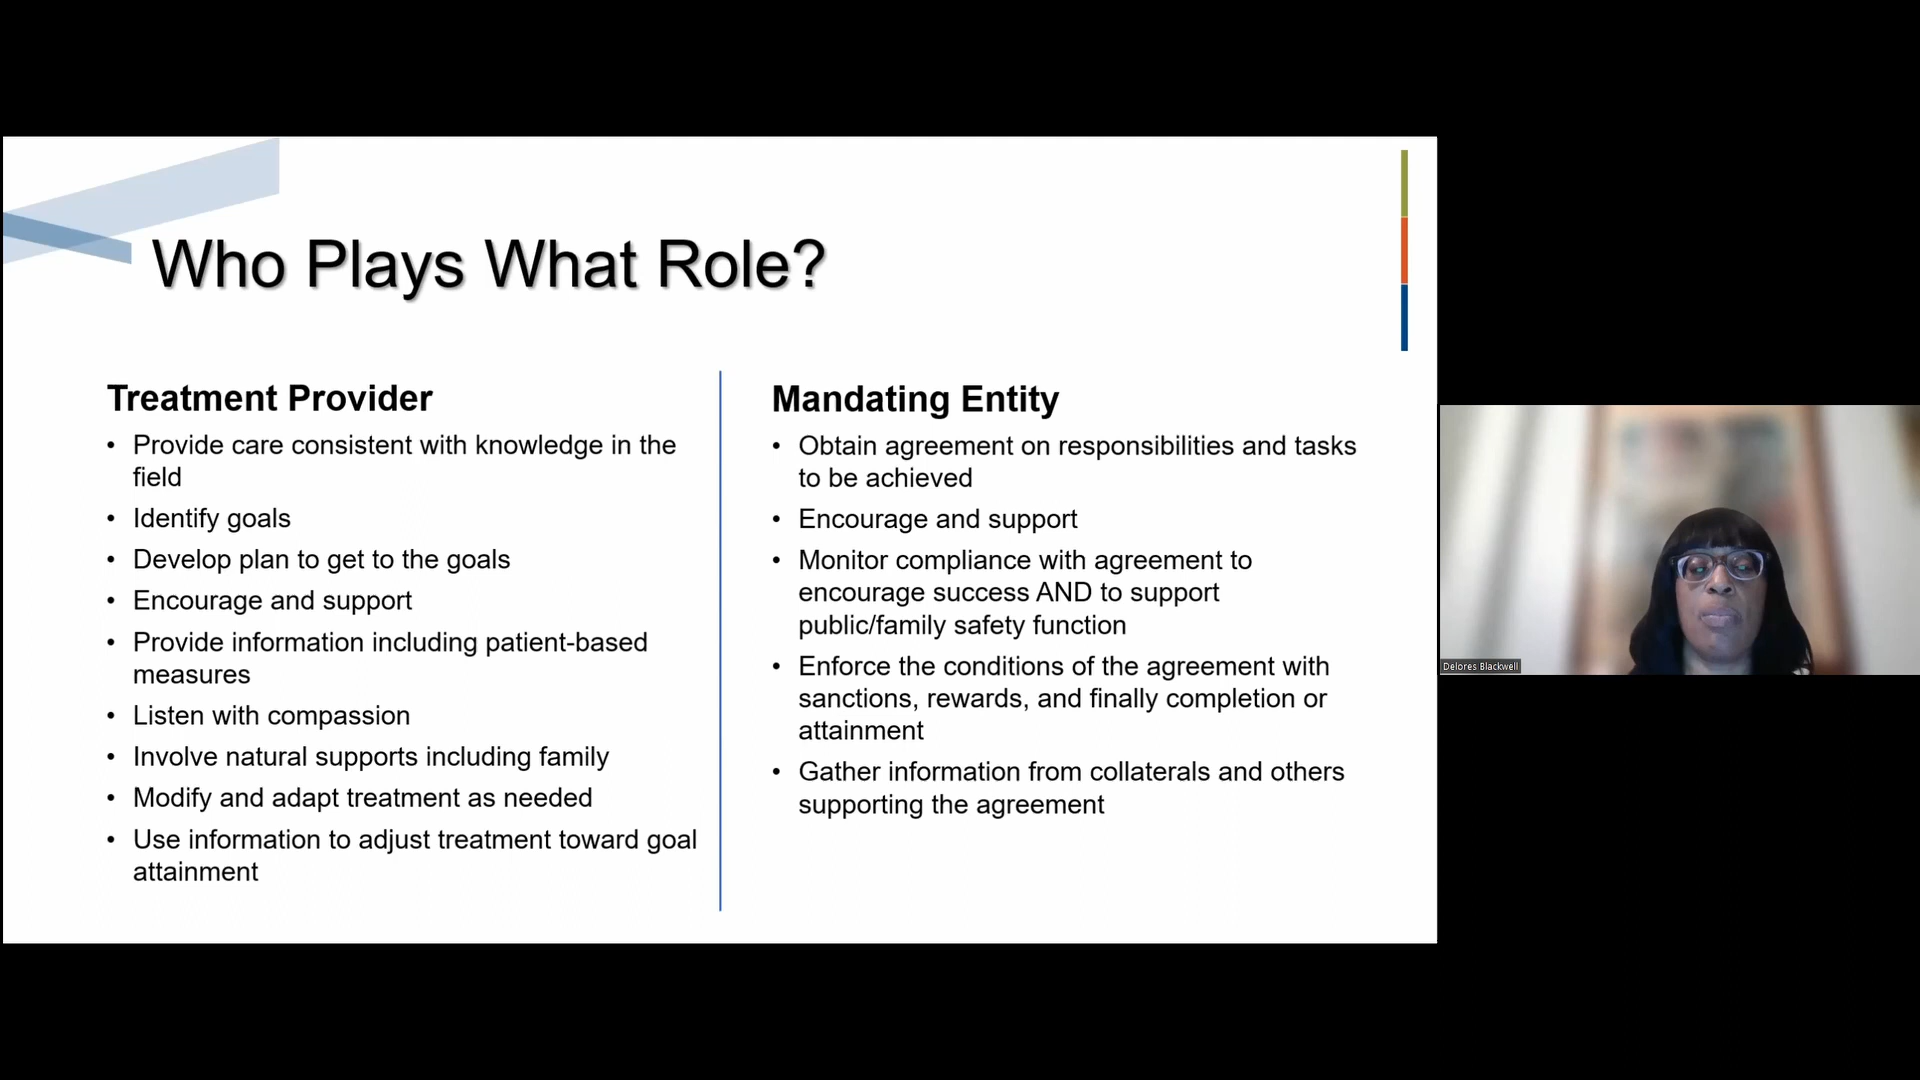 Who Plays What Role?
Treatment Provider
• Provide care consistent with knowledge in the
field
• Identify goals
• Develop plan to get to the goals
• Encourage and support
• Provide information including patient-based
measures
• Listen with compassion
• Involve natural supports including family
• Modify and adapt treatment as needed
• Use information to adjust treatment toward goal
attainment
Mandating Entity
• Obtain agreement on responsibilities and tasks
to be achieved
• Encourage and support
• Monitor compliance with agreement to
encourage success AND to support
public/family safety function
• Enforce the conditions of the agreement with
sanctions, rewards, and finally completion or
attainment
• Gather information from collaterals and others
supporting the agreement
Delores Blackwell